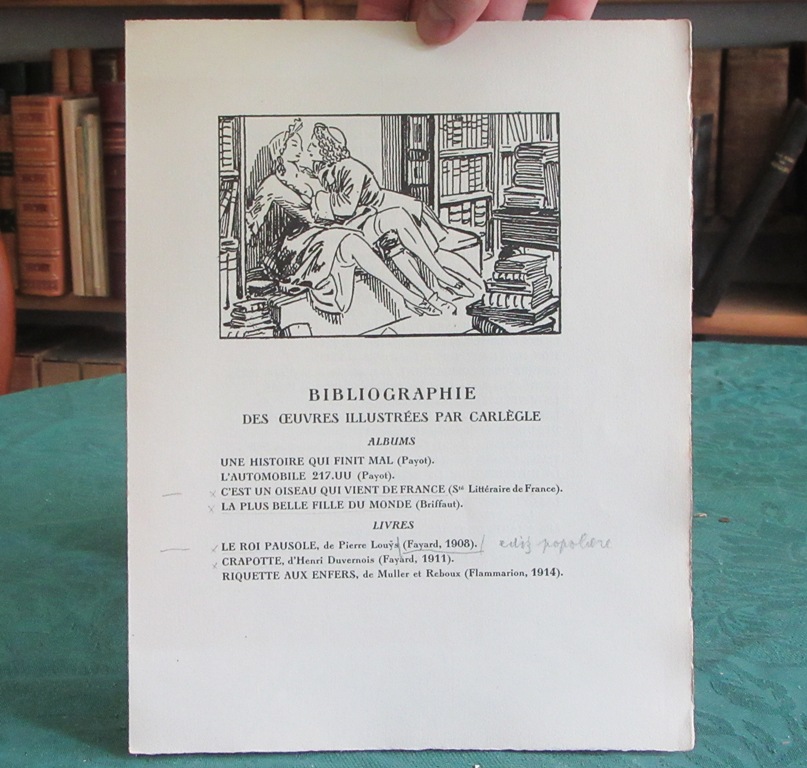 BIBLIOGRAPHIE
DES ŒUVRES ILLUSTRÉES PAR CARLÈGLE
ALBUMS
UNE HISTOIRE QUI FINIT MAL (Payot).
L'AUTOMOBILE 217.UU (Payot).
C'EST UN OISEAU QUI VIENT DE FRANCE (Sté Littéraire de France).
LA PLUS BELLE FILLE DU MONDE (Briffaut).
LIVRES
LE ROI PAUSOLE, de Pierre Louÿs (Fayard, 1908). ediz popolare
CRAPOTTE, d'Henri Duvernois (Fayard, 1911).
RIQUETTE AUX ENFERS, de Muller et Reboux (Flammarion, 1914).